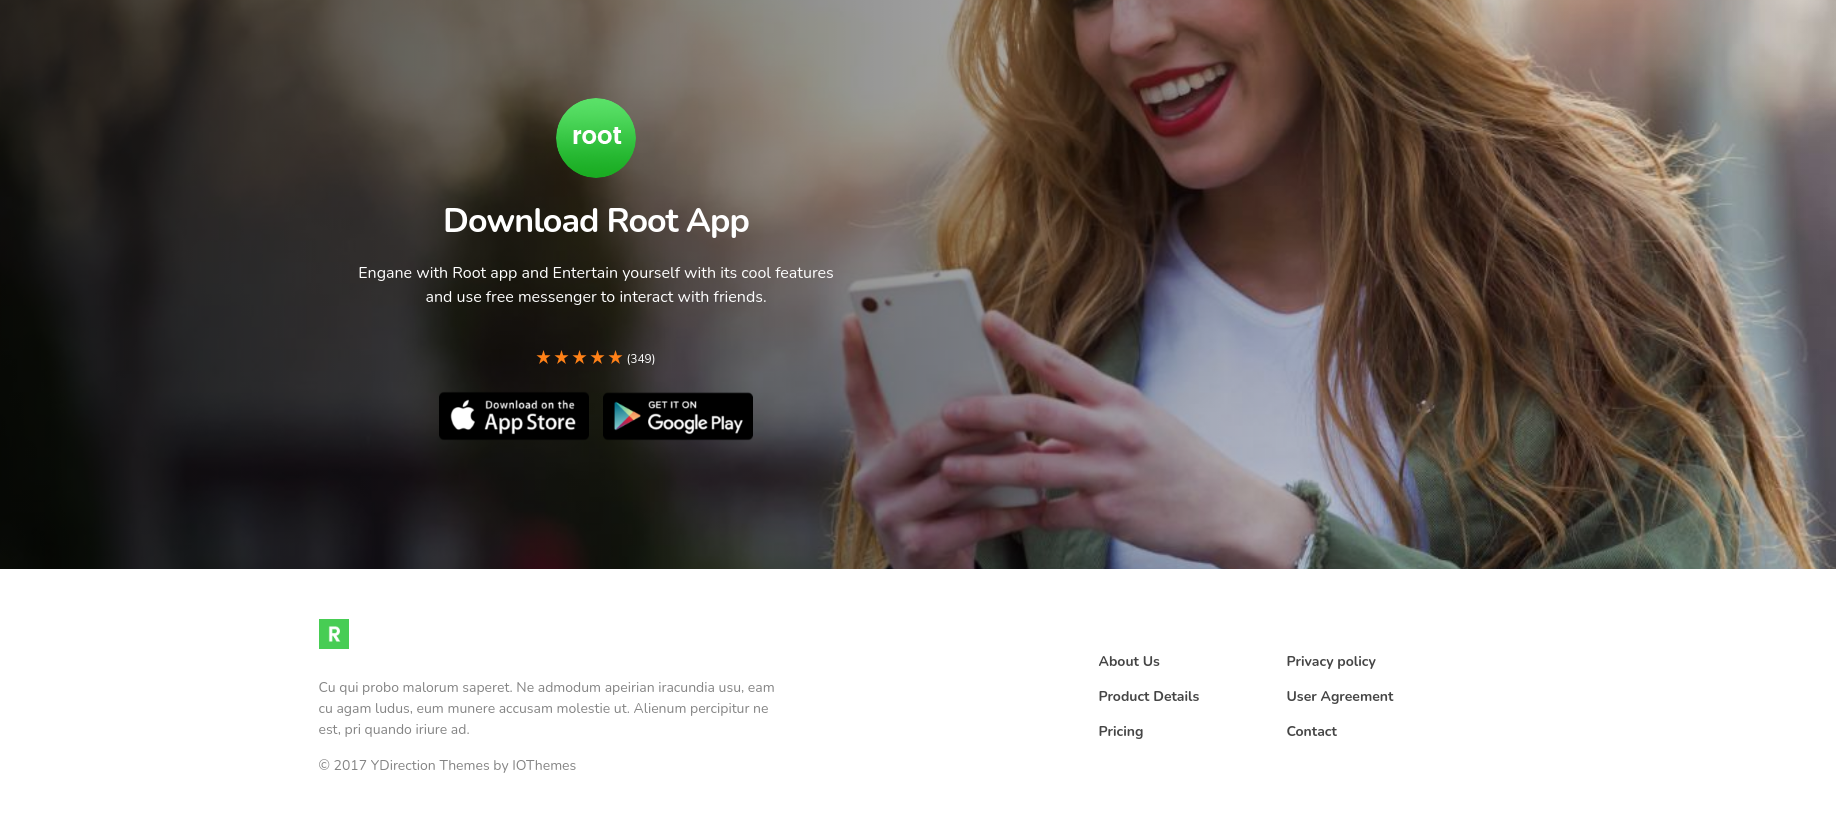 root
Download Root App
Engane with Root app and Entertain yourself with its cool features
and use free messenger to interact with friends.
(349)
Download on the
App Store
GET IT ON
Google Play
R
Cu qui probo malorum saperet. Ne admodum apeirian iracundia usu, eam
cu agam ludus, eum munere accusam molestie ut. Alienum percipitur ne
est, pri quando iriure ad.
© 2017 YDirection Themes by IOThemes
About Us
Product Details
Pricing
Privacy policy
User Agreement
Contact